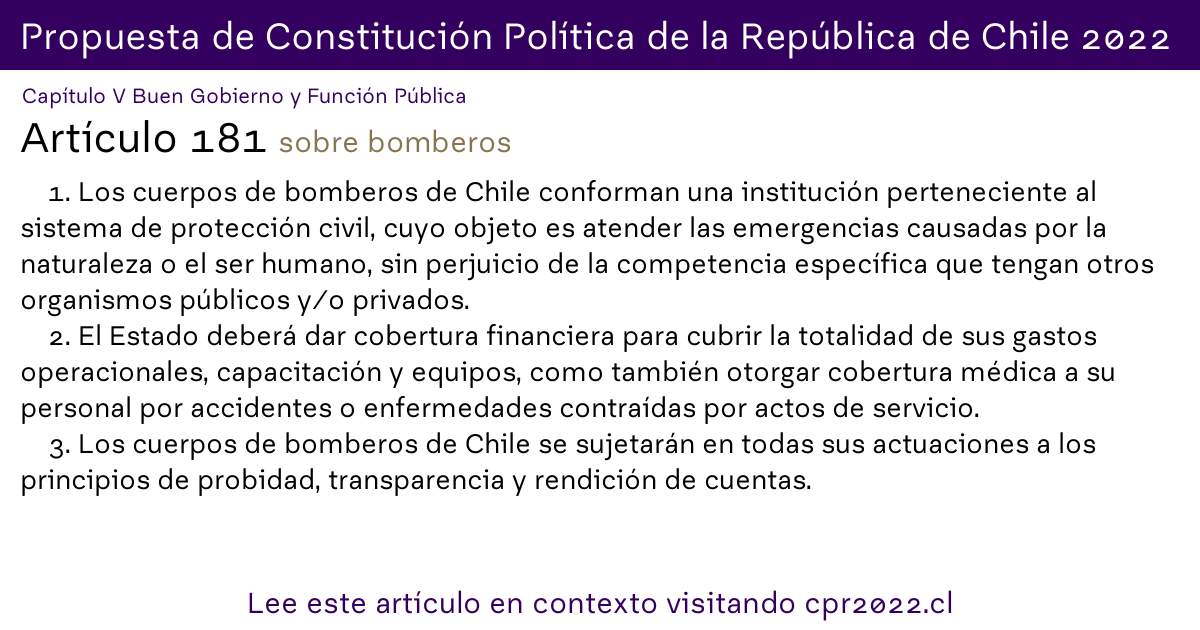 Propuesta de Constitución Política de la República de Chile 2022
Capítulo V Buen Gobierno y Función Pública
Artículo 181 sobre bomberos
1. Los cuerpos de bomberos de Chile conforman una institución perteneciente al
sistema de protección civil, cuyo objeto es atender las emergencias causadas por la
naturaleza o el ser humano, sin perjuicio de la competencia específica que tengan otros
organismos públicos y/o privados.
2. El Estado deberá dar cobertura financiera para cubrir la totalidad de sus gastos
operacionales, capacitación y equipos, como también otorgar cobertura médica a su
personal por accidentes o enfermedades contraídas por actos de servicio.
3. Los cuerpos de bomberos de Chile se sujetarán en todas sus actuaciones a los
principios de probidad, transparencia y rendición de cuentas.
Lee este artículo en contexto visitando cpr2022.cl